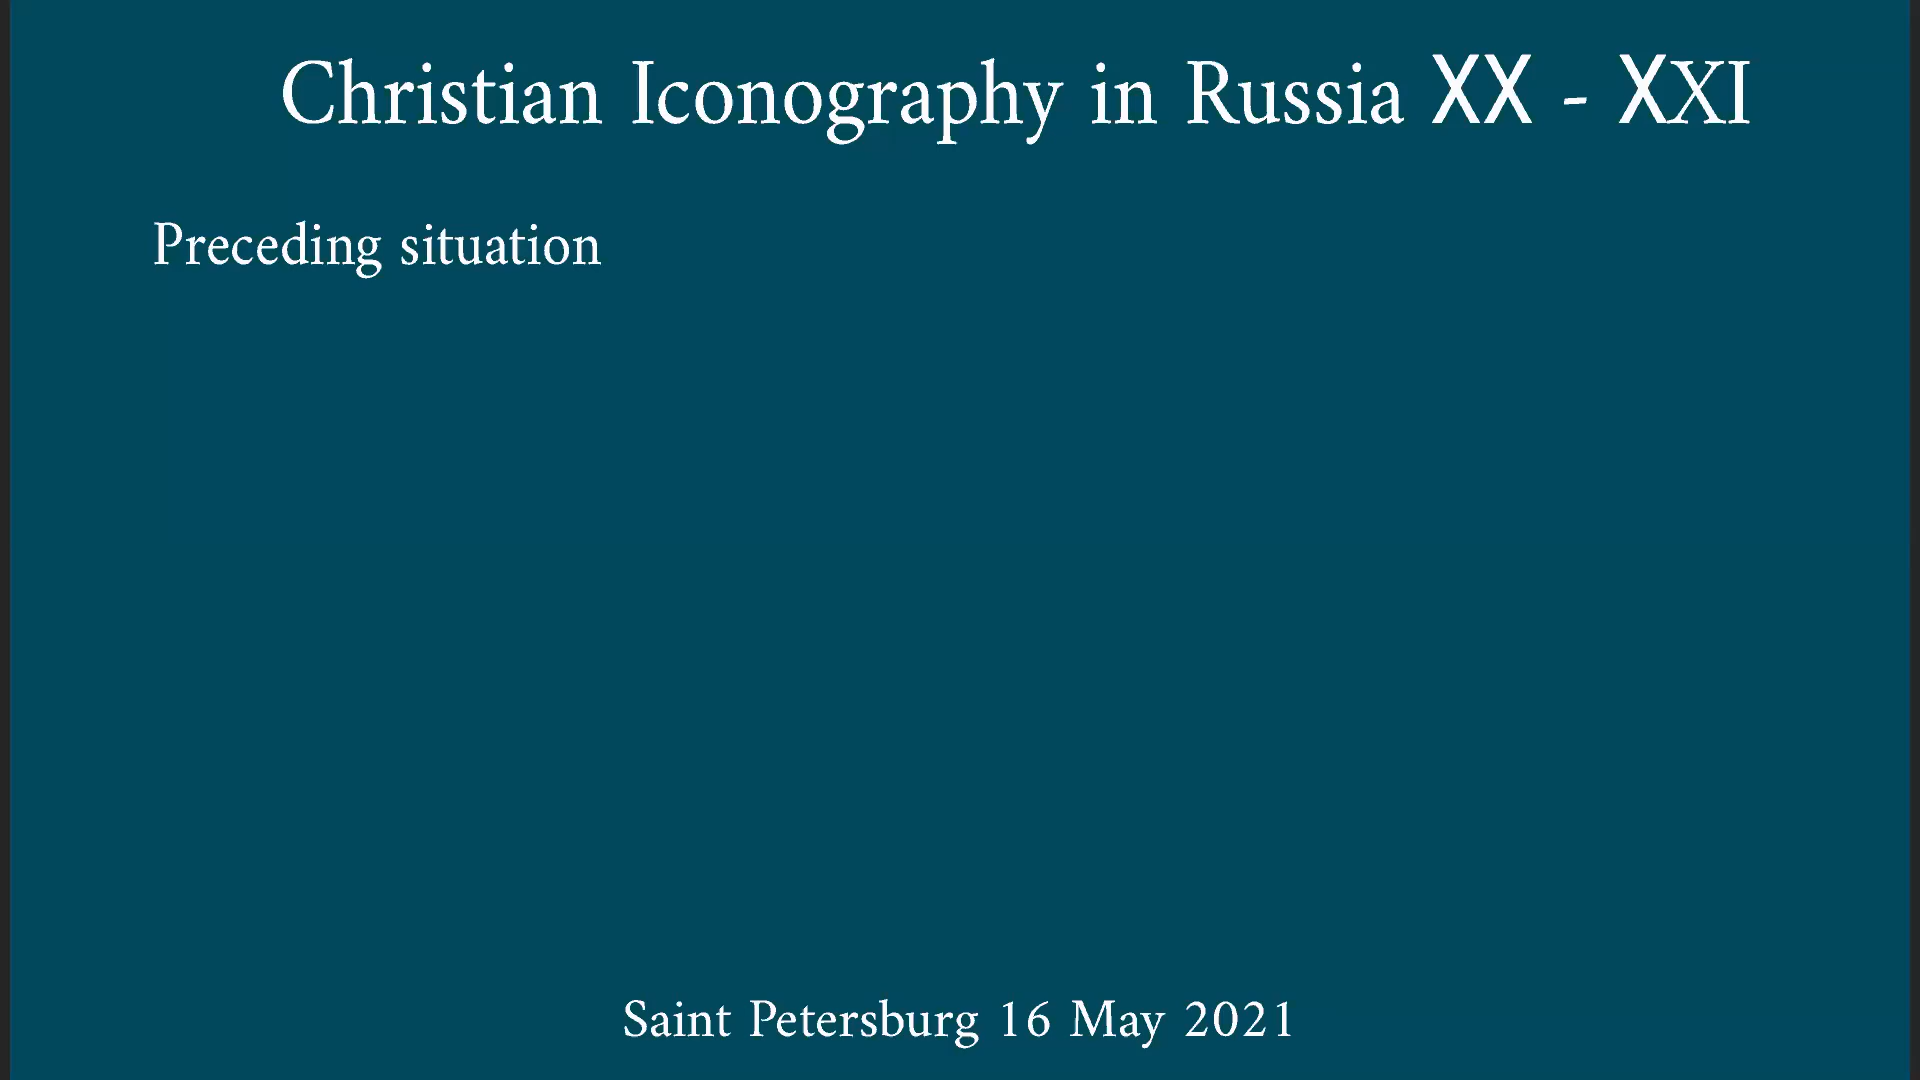 Christian Iconography in Russia XX - XXI
Preceding situation
Saint Petersburg 16 May 2021